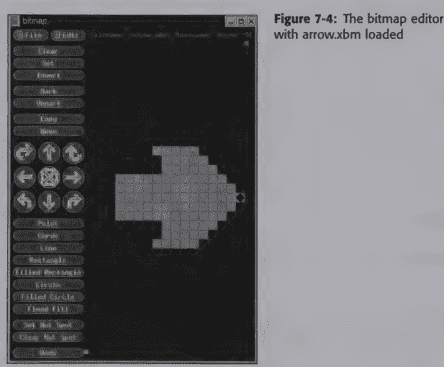 bitmap
File Edit
Clear
Set
Invert
Mark
Unmark
Copy
Move
Point
Curve
Line
Rectangle
Filled Rectangle
Circle
Filled Circle
Flood Fill
Set Hot Spot
Clear Hot Spot
Undo
Figure 7-4: The bitmap editor
with arrow.xbm loaded